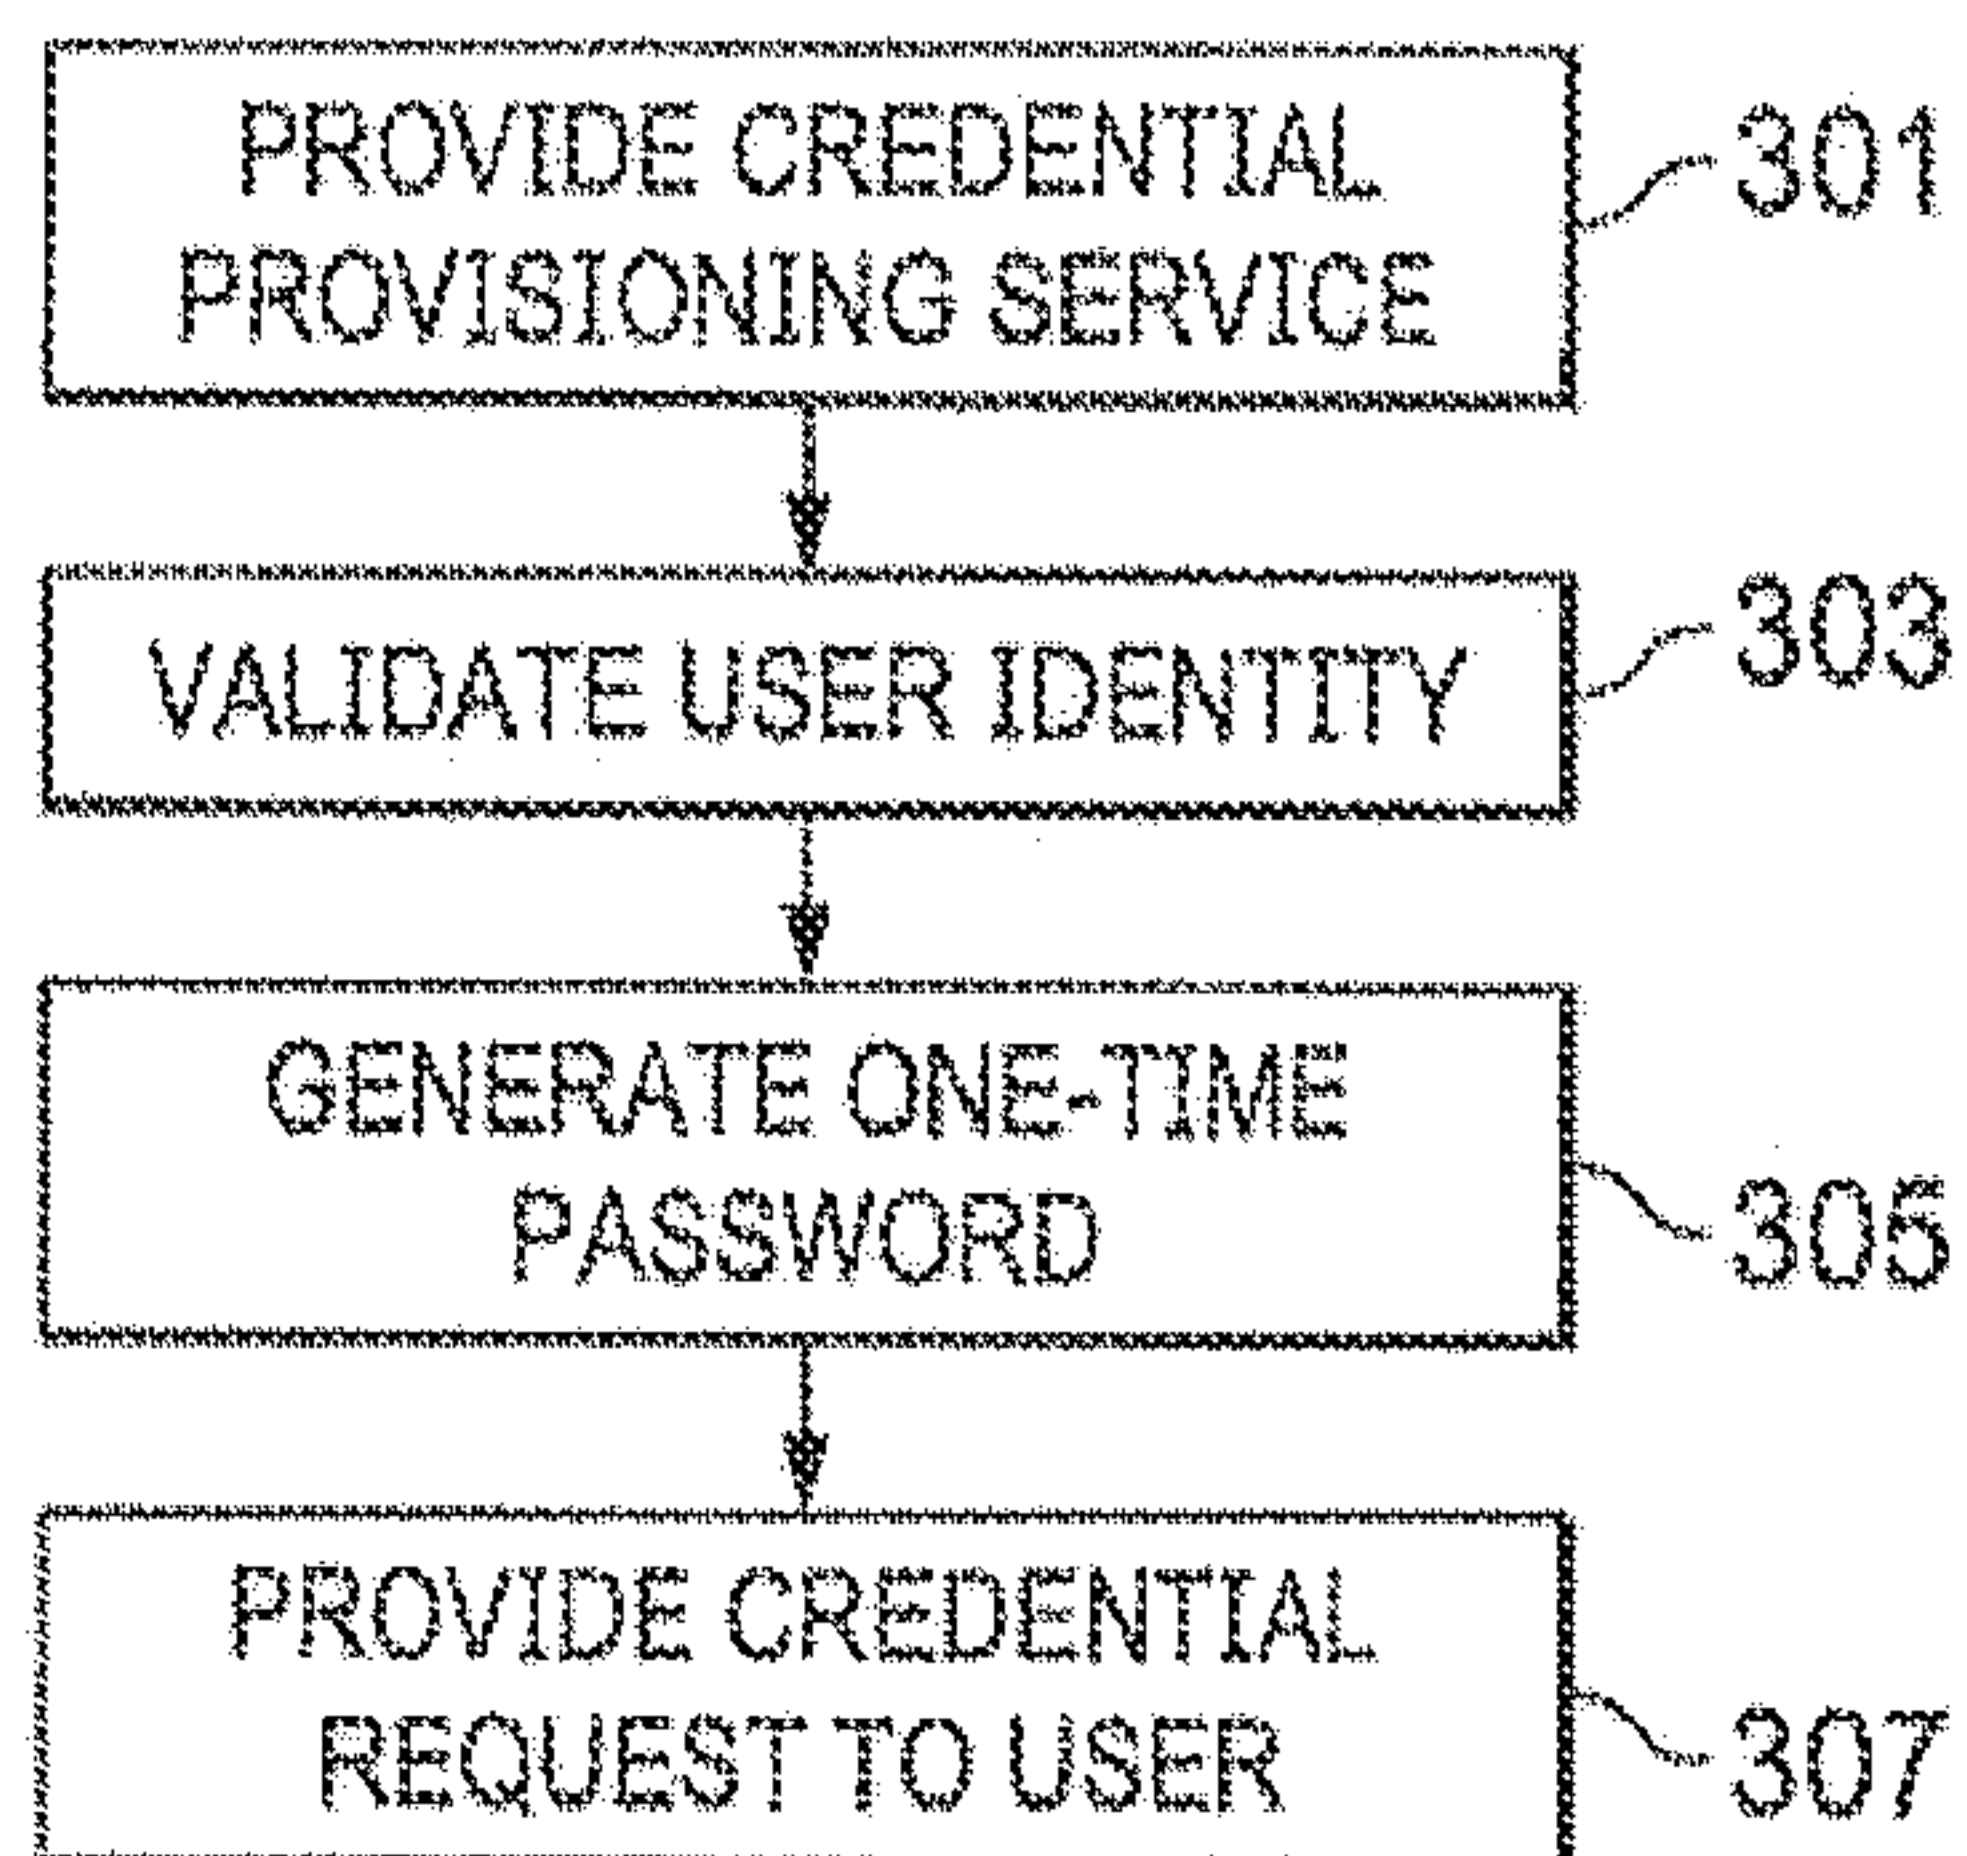 PROVIDE CREDENTIAL
PROVISIONING SERVICE
301
VALIDATE USER IDENTITY
303
GENERATE ONE-TIME
PASSWORD
305
PROVIDE CREDENTIAL
REQUEST TO USER
307